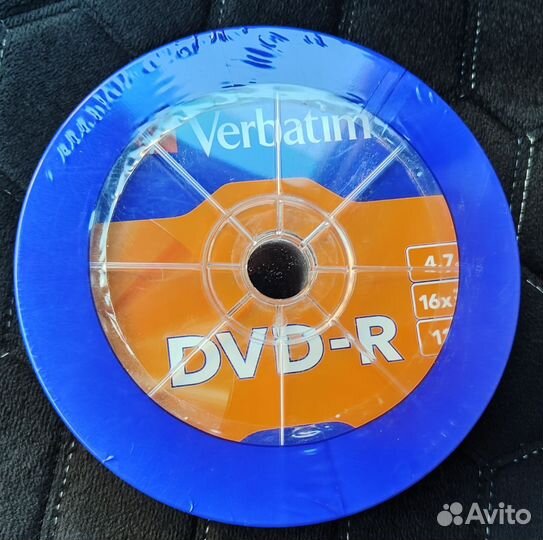 Verbatim
4.7
16x
DVD-R
Avito